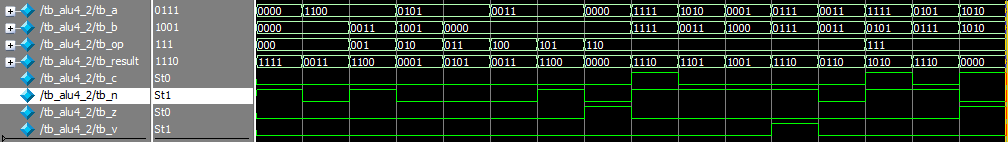 /tb_alu4_2/tb_a 0111 0000 1100 0101 0011 0000 1111 1010 0001 0111 0011 1111 0101 1010
/tb_alu4_2/tb_b 1001 0000 0011 1001 0000 1111 0011 1000 0111 0011 0101 0111 1010
/tb_alu4_2/tb_op 111 000 001 010 011 100 101 110 111
/tb_alu4_2/tb_result 1110 1111 0011 1100 0001 0101 0011 1100 0000 1110 1101 1001 1110 0110 1010 1110 0000
/tb_alu4_2/tb_c St0
/tb_alu4_2/tb_n St1
/tb_alu4_2/tb_z St0
/tb_alu4_2/tb_v St1